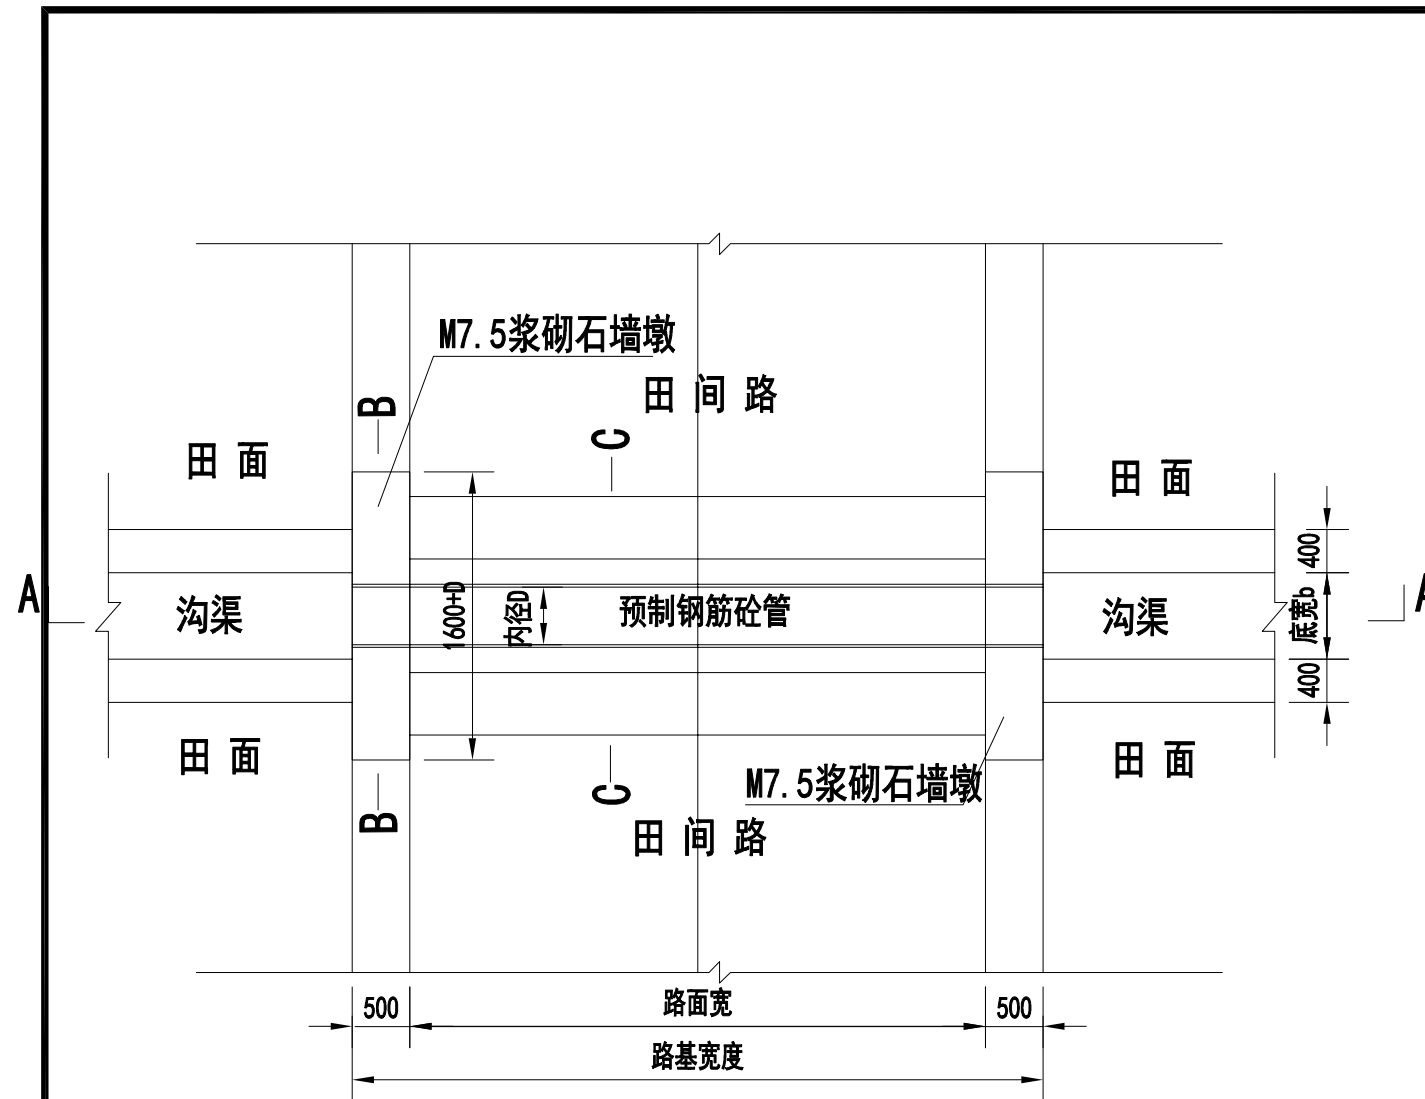 M7.5浆砌石墙墩
田 间 路
B
C
田 面
田 面
A
沟渠
1600+D
内径D
预制钢筋砼管
沟渠
400
底宽b
400
A
田 面
田 面
M7.5浆砌石墙墩
C
B
田 间 路
500
路面宽
500
路基宽度